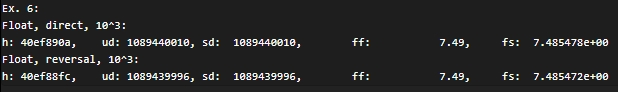 Ex. 6:
Float, direct, 10^3:
h: 40ef890a, ud: 1089440010, sd: 1089440010, ff: 7.49, fs: 7.485478e+00
Float, reversal, 10^3:
h: 40ef88fc, ud: 1089439996, sd: 1089439996, ff: 7.49, fs: 7.485472e+00